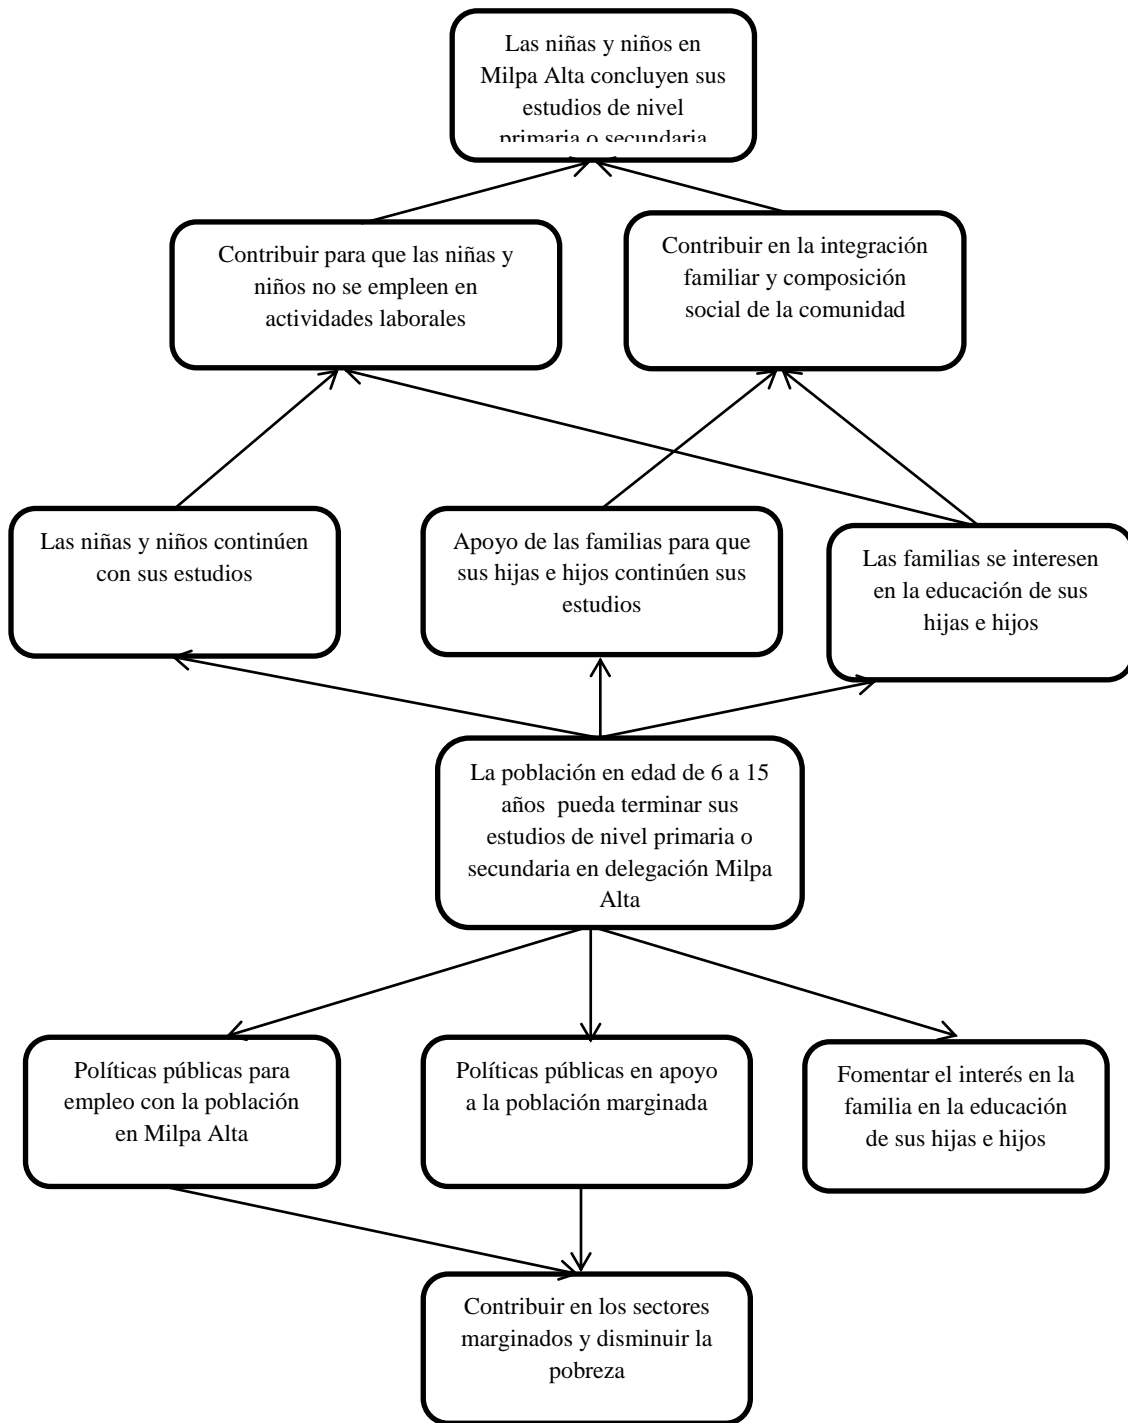 Las niñas y niños en
Milpa Alta concluyen sus
estudios de nivel
primaria o secundaria
Contribuir para que las niñas y
niños no se empleen en
actividades laborales
Contribuir en la integración
familiar y composición
social de la comunidad
Las niñas y niños continúen
con sus estudios
Apoyo de las familias para que
sus hijas e hijos continúen sus
estudios
Las familias se interesen
en la educación de sus
hijas e hijos
La población en edad de 6 a 15
años  pueda terminar sus
estudios de nivel primaria o
secundaria en delegación Milpa
Alta
Políticas públicas para
empleo con la población
en Milpa Alta
Políticas públicas en apoyo
a la población marginada
Fomentar el interés en la
familia en la educación
de sus hijas e hijos
Contribuir en los sectores
marginados y disminuir la
pobreza